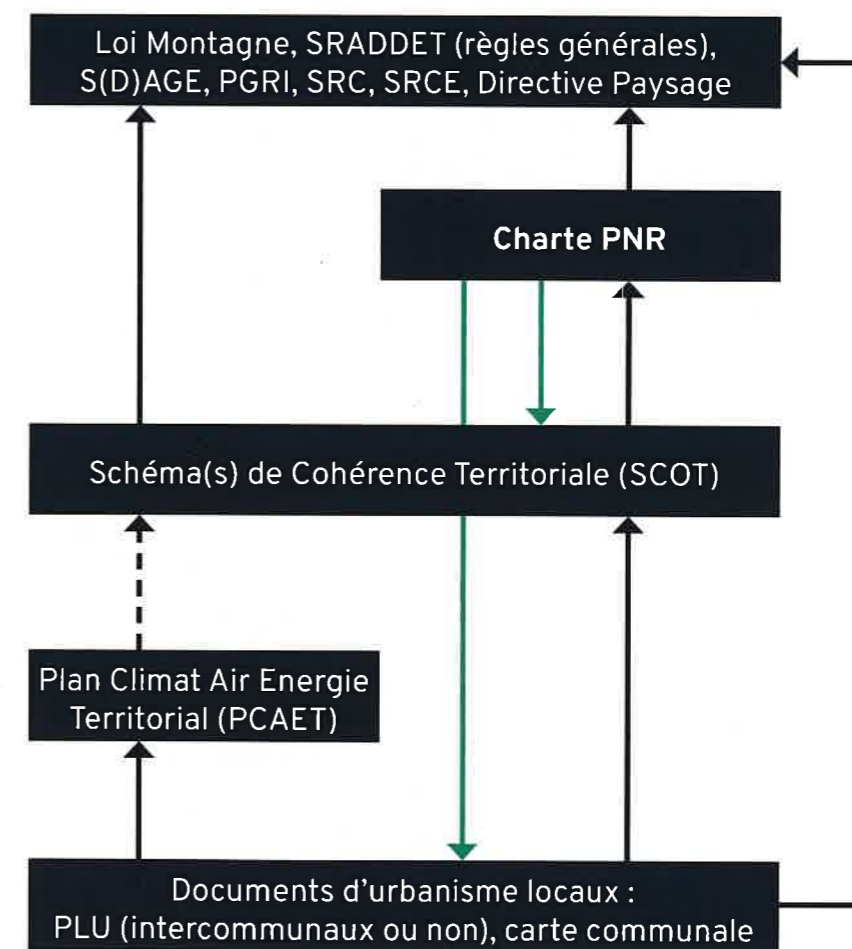 Loi Montagne, SRADDET (règles générales),
S(D)AGE, PGRI, SRC, SRCE, Directive Paysage
Charte PNR
Schéma(s) de Cohérence Territoriale (SCOT)
Plan Climat Air Energie
Territorial (PCAET)
Documents d'urbanisme locaux :
PLU (intercommunaux ou non), carte communale